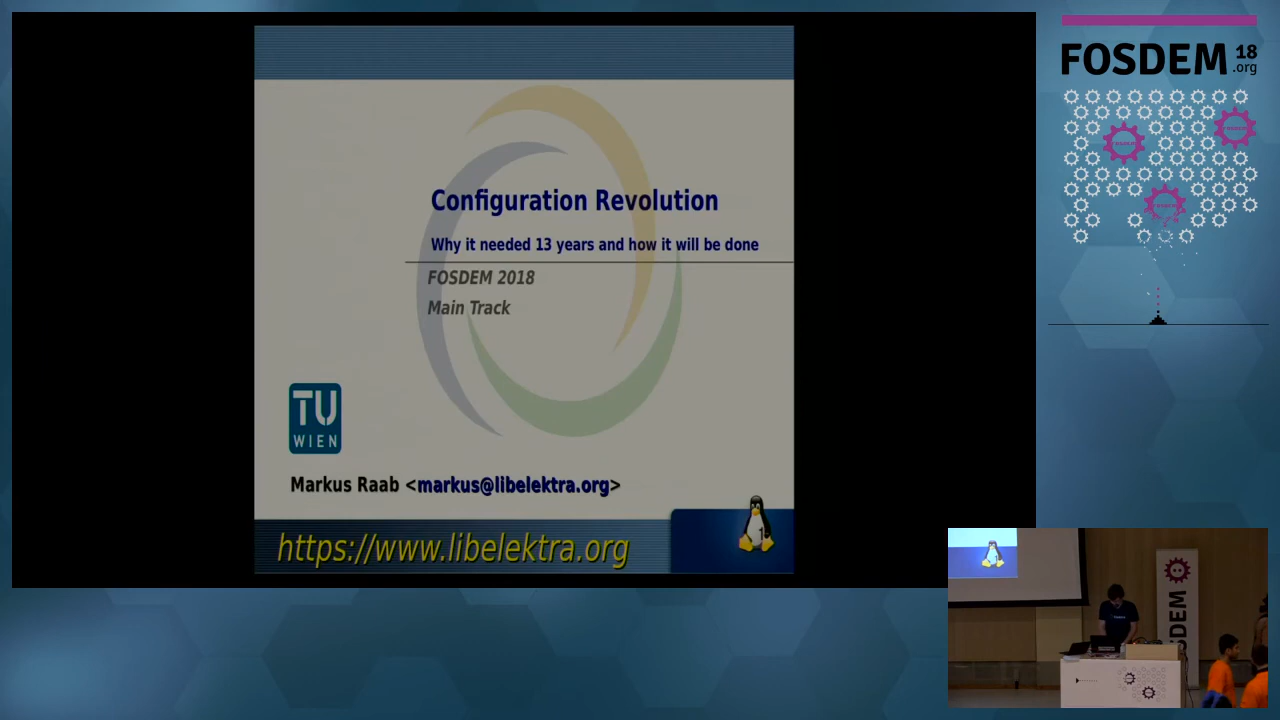 Configuration Revolution
Why it needed 13 years and how it will be done
FOSDEM 2018
Main Track
TU
WIEN
Markus Raab <markus@libelektra.org>
https://www.libelektra.org
FOSDEM 18
.org
SDEM